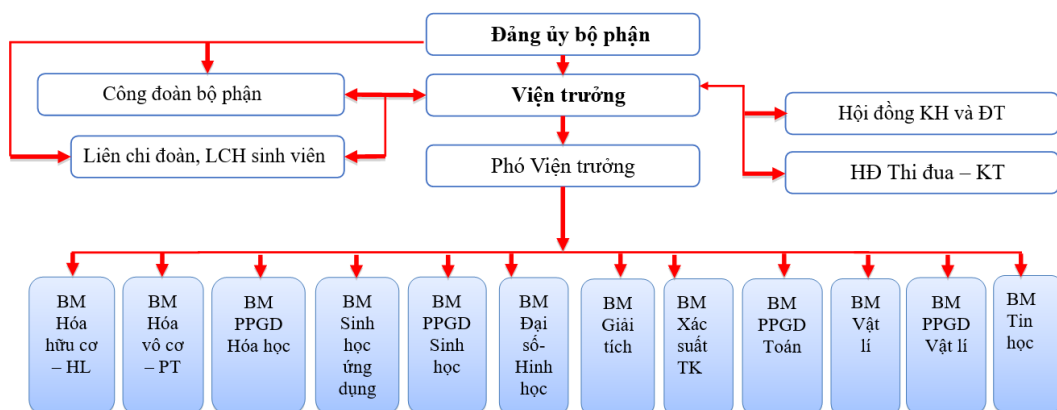 Đảng ủy bộ phận
Công đoàn bộ phận
Viện trưởng
Hội đồng KH và ĐT
Liên chi đoàn, LCH sinh viên
Phó Viện trưởng
HĐ Thi đua – KT
BM
Hóa
hữu cơ
– HL
BM
Hóa
vô cơ
– PT
BM
PPGD
Hóa học
BM
Sinh
học
ứng
dụng
BM
PPGD
Sinh
học
BM
Đại
số-
Hinh
học
BM
Giải
tích
BM
Xác
suất
TK
BM
PPGD
Toán
BM
Vật
lí
BM
PPGD
Vật lí
BM
Tin
học